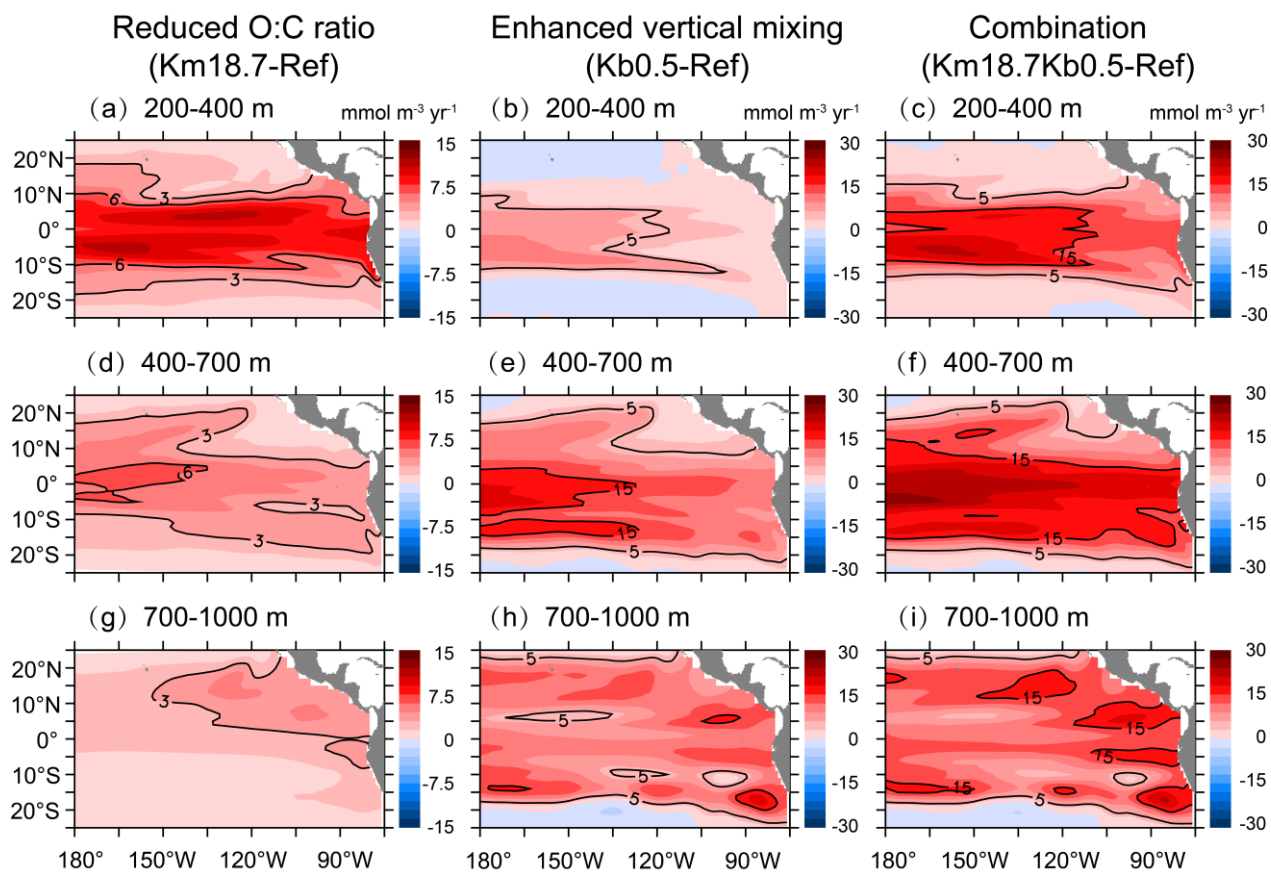 Reduced O:C ratio
(Km18.7-Ref)
Enhanced vertical mixing
(Kb0.5-Ref)
Combination
(Km18.7Kb0.5-Ref)
(a) 200-400 m
mmol m⁻³ yr⁻¹
(b) 200-400 m
(c) 200-400 m
mmol m⁻³ yr⁻¹
20°N
10°N
0°
10°S
20°S
3
6
3
6
3
15
7.5
0
-7.5
-15
5
30
15
0
-15
-30
5
15
5
30
15
0
-15
-30
(d) 400-700 m
(e) 400-700 m
(f) 400-700 m
20°N
10°N
0°
10°S
20°S
3
6
3
3
15
7.5
0
-7.5
-15
5
15
15
5
30
15
0
-15
-30
5
15
15
5
30
15
0
-15
-30
(g) 700-1000 m
(h) 700-1000 m
(i) 700-1000 m
20°N
10°N
0°
10°S
20°S
3
15
7.5
0
-7.5
-15
5
5
5
5
30
15
0
-15
-30
5
15
15
15
15
5
30
15
0
-15
-30
180° 150°W 120°W 90°W
180° 150°W 120°W 90°W
180° 150°W 120°W 90°W